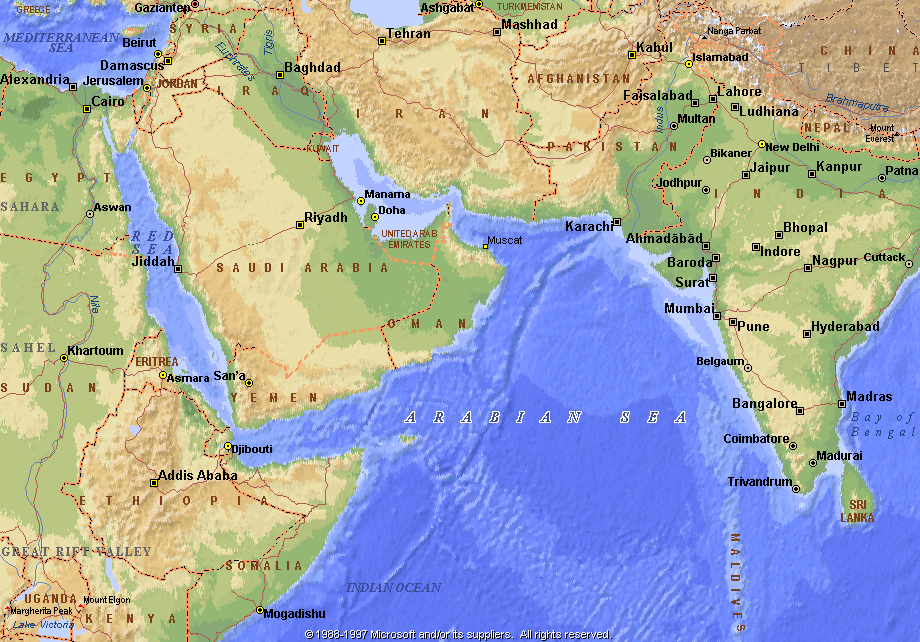 GREECE
Gaziantep
Ashgabat
TURKMENISTAN
MEDITERRANEAN
SEA
SYRIA
Tehran
Mashhad
Nanga Parbat
Beirut
Euphrates
Tigris
Kabul
CHINA
Islamabad
TIBET
Damascus
Baghdad
Alexandria
Jerusalem
JORDAN
AFGHANISTAN
IRAQ
Faisalabad
Lahore
Cairo
Ludhiana
Brahmaputra
IRAN
Indus
Multan
NEPAL
Mount
Everest
KUWAIT
PAKISTAN
New Delhi
Bikaner
EGYPT
Jaipur
Kanpur
Patna
Jodhpur
INDIA
SAHARA
Manama
Aswan
Doha
Riyadh
Karachi
Bhopal
RED
SEA
UNITED ARAB
EMIRATES
Muscat
Ahmadābād
Indore
Jiddah
SAUDI ARABIA
Baroda
Nagpur
Cuttack
Surat
Nile
Mumbai
OMAN
Pune
Hyderabad
SAHEL
Khartoum
ERITREA
Belgaum
Asmara
San'a
SUDAN
YEMEN
Bangalore
Madras
ARABIAN SEA
Bay of
Bengal
Coimbatore
Djibouti
Madurai
Addis Ababa
Trivandrum
ETHIOPIA
SRI
LANKA
GREAT RIFT VALLEY
MALDIVES
SOMALIA
INDIAN OCEAN
UGANDA
Mount Elgon
Margherita Peak
KENYA
Mogadishu
Lake Victoria
© 1988-1997 Microsoft and/or its suppliers. All rights reserved.